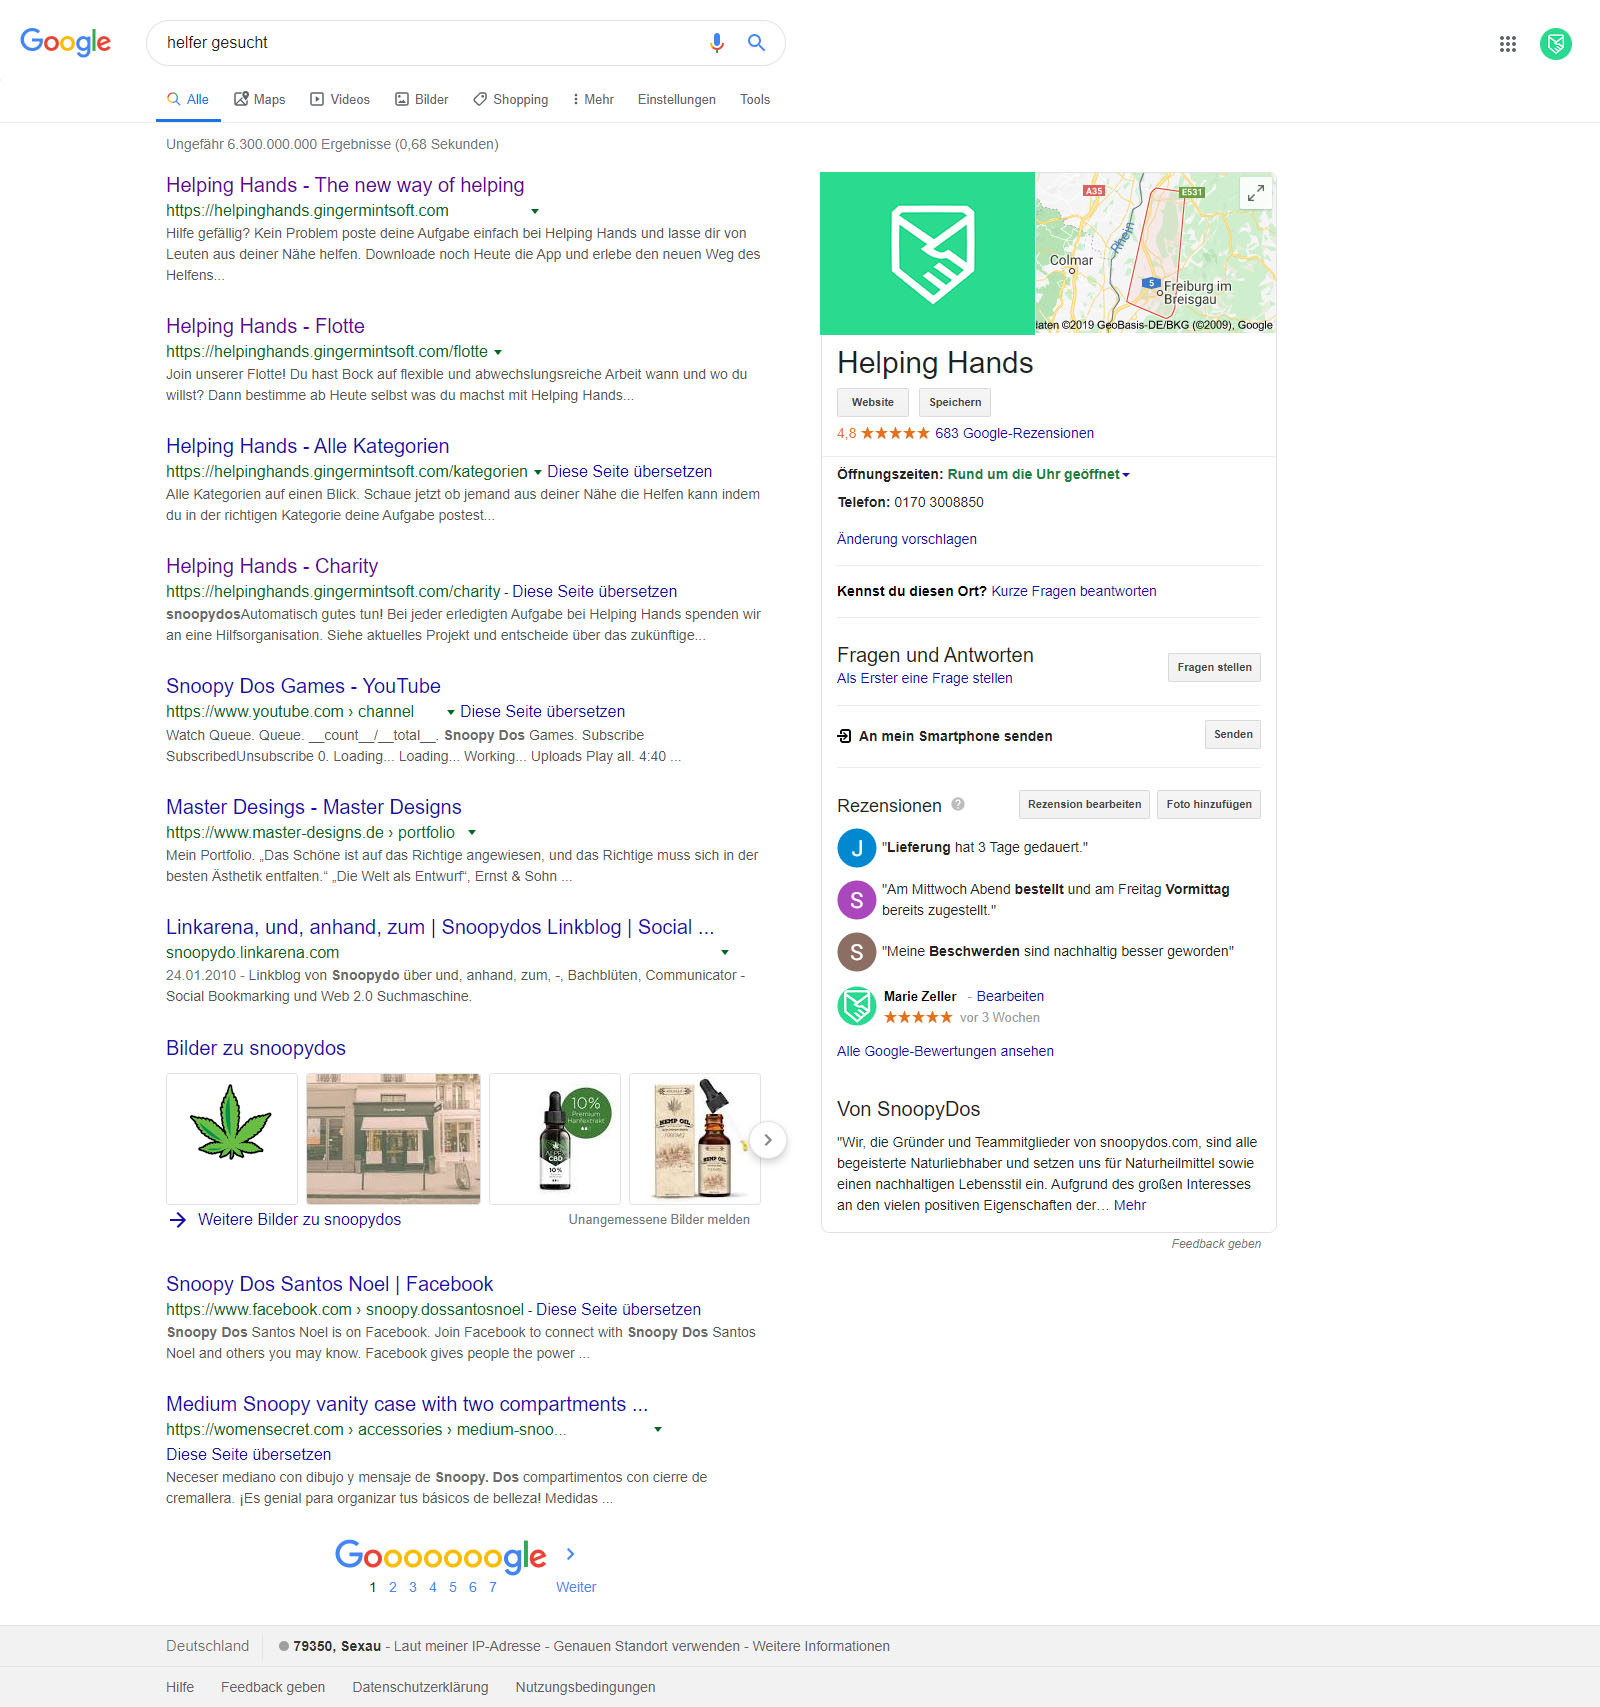 Google
helfer gesucht
Alle
Maps
Videos
Bilder
Shopping
Mehr
Einstellungen
Tools
Ungefähr 6.300.000.000 Ergebnisse (0,68 Sekunden)
Helping Hands - The new way of helping
https://helpinghands.gingermintsoft.com
Hilfe gefällig? Kein Problem poste deine Aufgabe einfach bei Helping Hands und lasse dir von
Leuten aus deiner Nähe helfen. Downloade noch Heute die App und erlebe den neuen Weg des
Helfens...
Helping Hands - Flotte
https://helpinghands.gingermintsoft.com/flotte
Join unserer Flotte! Du hast Bock auf flexible und abwechslungsreiche Arbeit wann und wo du
willst? Dann bestimme ab Heute selbst was du machst mit Helping Hands...
Helping Hands - Alle Kategorien
https://helpinghands.gingermintsoft.com/kategorien Diese Seite übersetzen
Alle Kategorien auf einen Blick. Schaue jetzt ob jemand aus deiner Nähe die Helfen kann indem
du in der richtigen Kategorie deine Aufgabe postest...
Helping Hands - Charity
https://helpinghands.gingermintsoft.com/charity - Diese Seite übersetzen
snoopydosAutomatisch gutes tun! Bei jeder erledigten Aufgabe bei Helping Hands spenden wir
an eine Hilfsorganisation. Siehe aktuelles Projekt und entscheide über das zukünftige...
Snoopy Dos Games - YouTube
https://www.youtube.com › channel Diese Seite übersetzen
Watch Queue. Queue. __count__/__total__. Snoopy Dos Games. Subscribe
SubscribedUnsubscribe 0. Loading... Loading... Working... Uploads Play all. 4:40 ...
Master Desings - Master Designs
https://www.master-designs.de › portfolio
Mein Portfolio. „Das Schöne ist auf das Richtige angewiesen, und das Richtige muss sich in der
besten Ästhetik entfalten.“ „Die Welt als Entwurf“, Ernst & Sohn ...
Linkarena, und, anhand, zum | Snoopydos Linkblog | Social ...
snoopydo.linkarena.com
24.01.2010 - Linkblog von Snoopydo über und, anhand, zum, -, Bachblüten, Communicator -
Social Bookmarking und Web 2.0 Suchmaschine.
Bilder zu snoopydos
10%
Premium
Hanfextrakt
CBD
10%
HEMP OIL
HEMP OIL
Weitere Bilder zu snoopydos
Unangemessene Bilder melden
Snoopy Dos Santos Noel | Facebook
https://www.facebook.com › snoopy.dossantosnoel - Diese Seite übersetzen
Snoopy Dos Santos Noel is on Facebook. Join Facebook to connect with Snoopy Dos Santos
Noel and others you may know. Facebook gives people the power ...
Medium Snoopy vanity case with two compartments ...
https://womensecret.com › accessories › medium-snoo...
Diese Seite übersetzen
Neceser mediano con dibujo y mensaje de Snoopy. Dos compartimentos con cierre de
cremallera. ¡Es genial para organizar tus básicos de belleza! Medidas ...
A35
E531
Rhein
Colmar
5
Freiburg im
Breisgau
daten ©2019 GeoBasis-DE/BKG (©2009), Google
Helping Hands
Website
Speichern
4,8 ★★★★★ 683 Google-Rezensionen
Öffnungszeiten: Rund um die Uhr geöffnet
Telefon: 0170 3008850
Änderung vorschlagen
Kennst du diesen Ort? Kurze Fragen beantworten
Fragen und Antworten
Als Erster eine Frage stellen
Fragen stellen
An mein Smartphone senden
Senden
Rezensionen ?
Rezension bearbeiten
Foto hinzufügen
J
"Lieferung hat 3 Tage gedauert."
S
"Am Mittwoch Abend bestellt und am Freitag Vormittag
bereits zugestellt."
S
"Meine Beschwerden sind nachhaltig besser geworden"
Marie Zeller - Bearbeiten
★★★★★ vor 3 Wochen
Alle Google-Bewertungen ansehen
Von SnoopyDos
"Wir, die Gründer und Teammitglieder von snoopydos.com, sind alle
begeisterte Naturliebhaber und setzen uns für Naturheilmittel sowie
einen nachhaltigen Lebensstil ein. Aufgrund des großen Interesses
an den vielen positiven Eigenschaften der... Mehr
Feedback geben
Gooooooogle
1 2 3 4 5 6 7
Weiter
Deutschland
79350, Sexau - Laut meiner IP-Adresse - Genauen Standort verwenden - Weitere Informationen
Hilfe
Feedback geben
Datenschutzerklärung
Nutzungsbedingungen